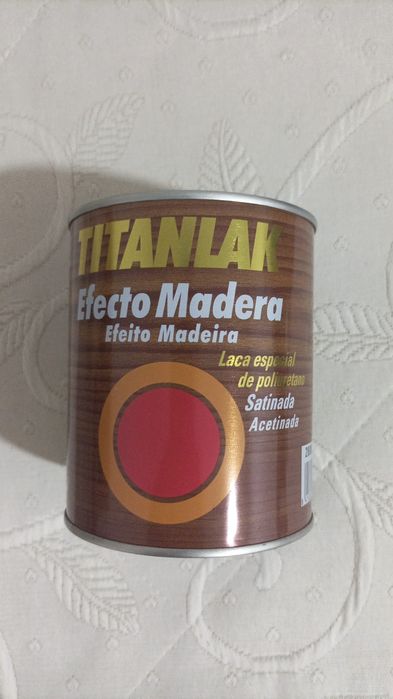 TITANLAK
Efecto Madera
Efeito Madeira
Laca especial
de poliuretano
Satinada
Acetinada